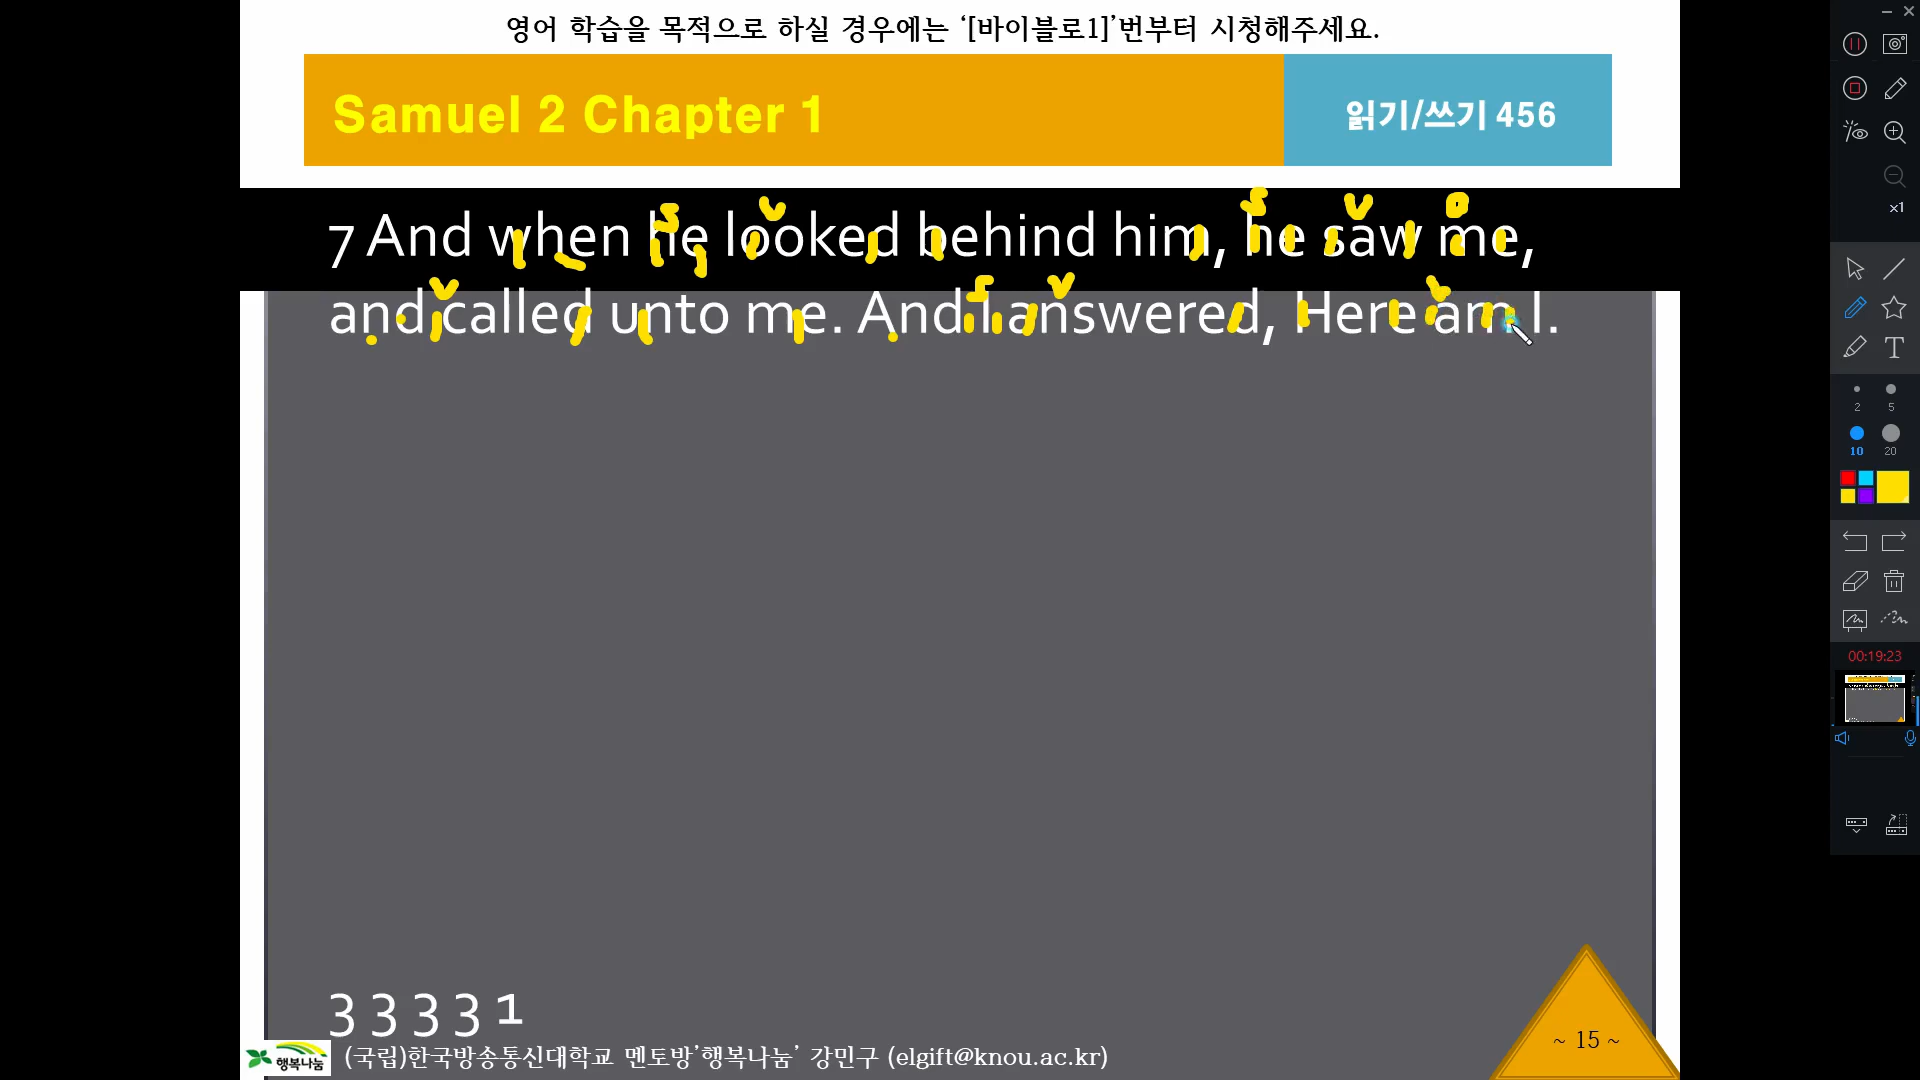 영어 학습을 목적으로 하실 경우에는 ‘[바이블로1]’번부터 시청해주세요.
Samuel 2 Chapter 1
읽기/쓰기 456
7 And when he looked behind him, he saw me,
and called unto me. And I answered, Here am I.
3 3 3 3 1
행복나눔
(국립)한국방송통신대학교 멘토방’행복나눔’ 강민구 (elgift@knou.ac.kr)
~ 15 ~
x1
T
2
5
10
20
00:19:23